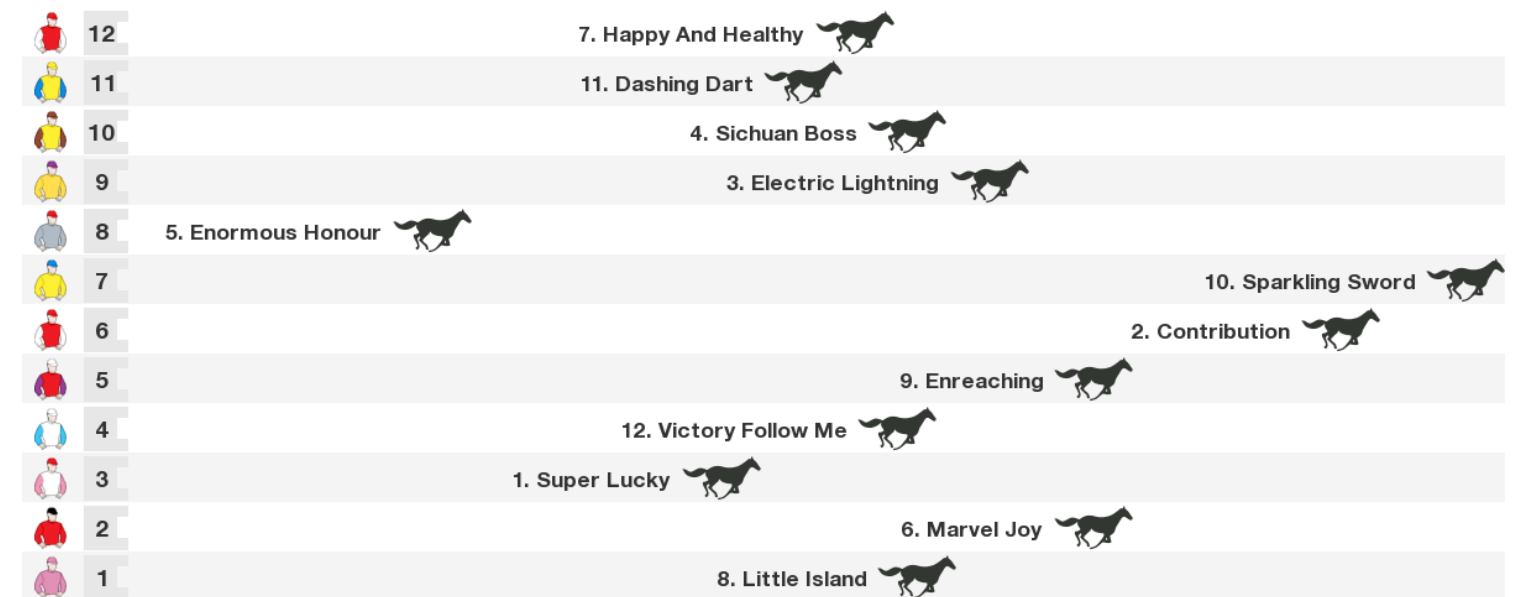 12 7. Happy And Healthy
11 11. Dashing Dart
10 4. Sichuan Boss
9 3. Electric Lightning
8 5. Enormous Honour
7 10. Sparkling Sword
6 2. Contribution
5 9. Enreaching
4 12. Victory Follow Me
3 1. Super Lucky
2 6. Marvel Joy
1 8. Little Island